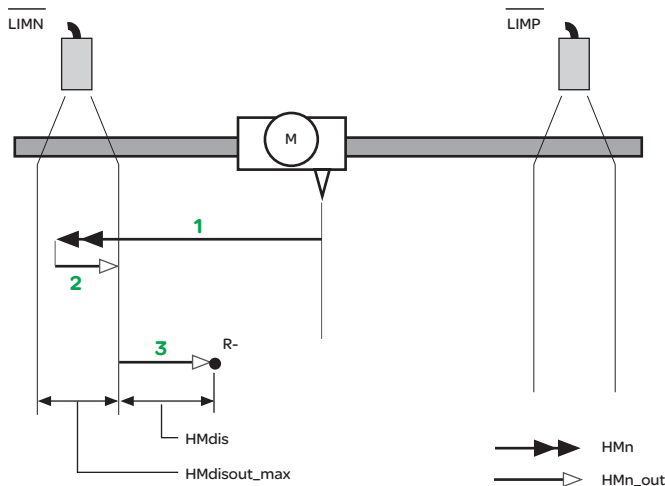 LIMN
LIMP
M
1
2
3
R-
HMdis
HMdisout_max
HMn
HMn_out